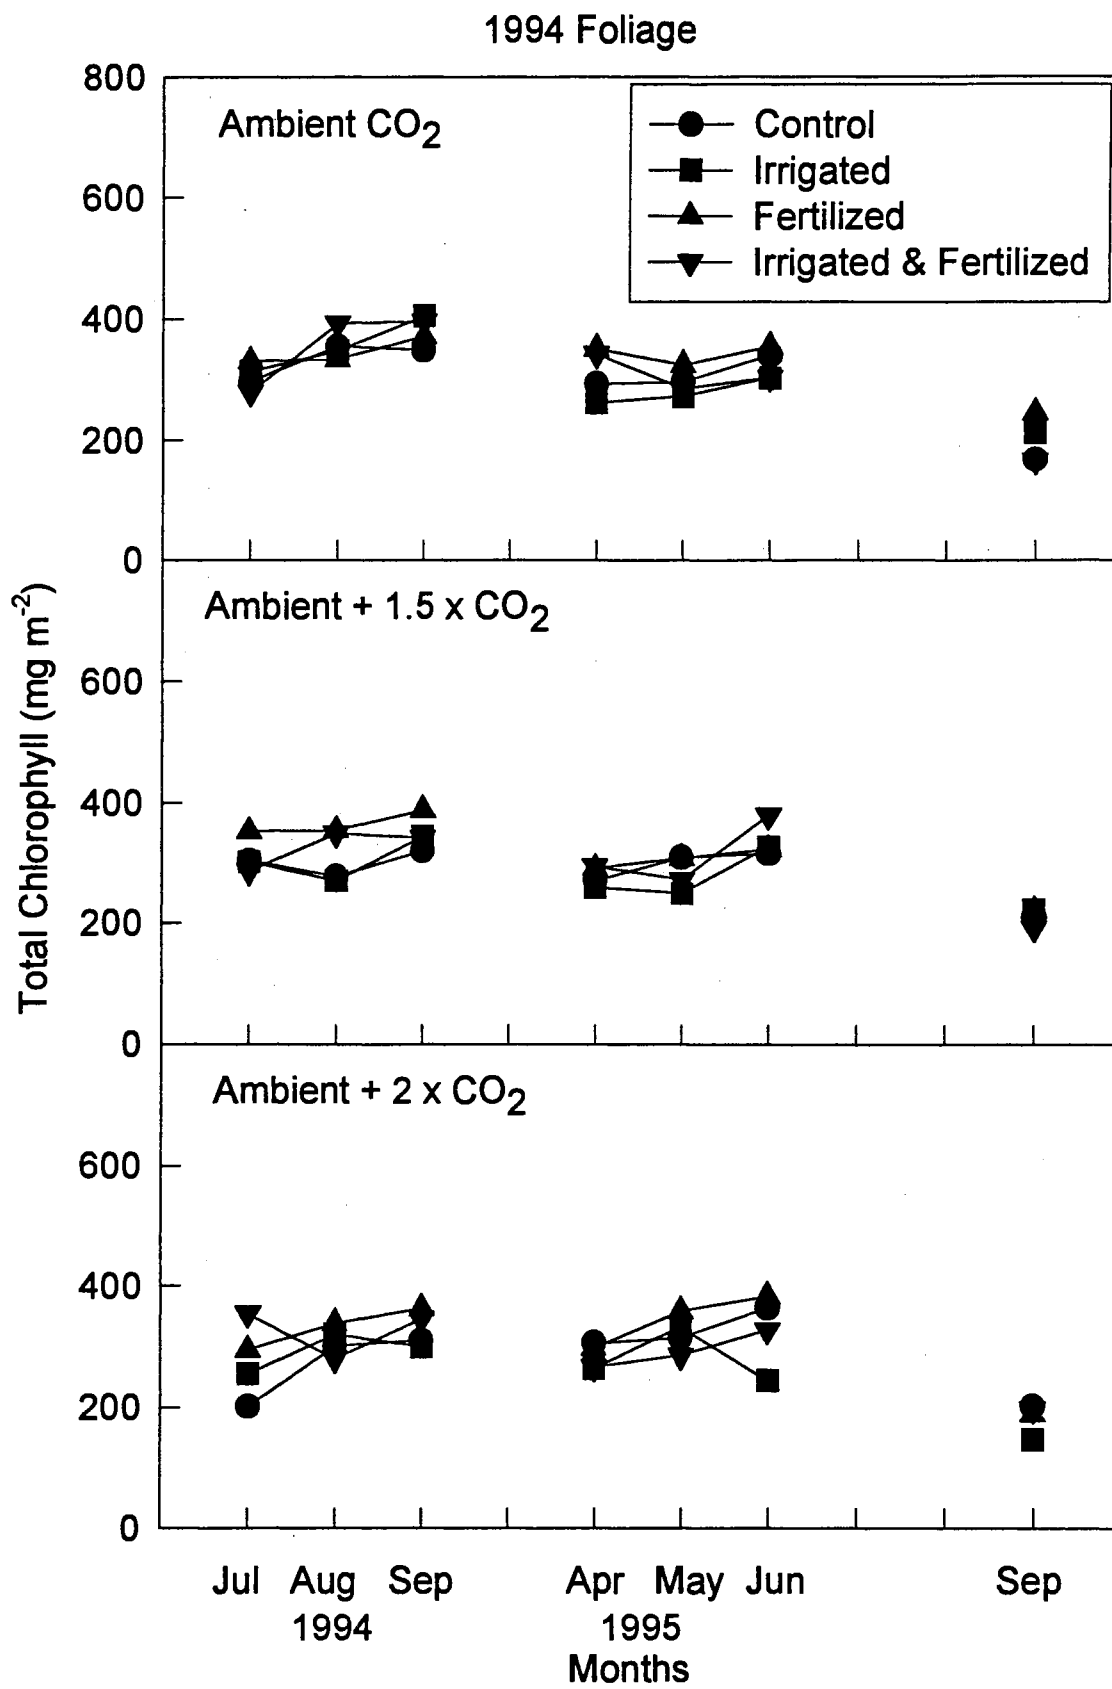 1994 Foliage
800
Ambient CO2
Control
Irrigated
Fertilized
Irrigated & Fertilized
600
400
200
0
Ambient + 1.5 x CO2
600
400
200
0
Ambient + 2 x CO2
600
400
200
0
Total Chlorophyll (mg m-2)
Jul Aug Sep Apr May Jun Sep
1994 1995
Months